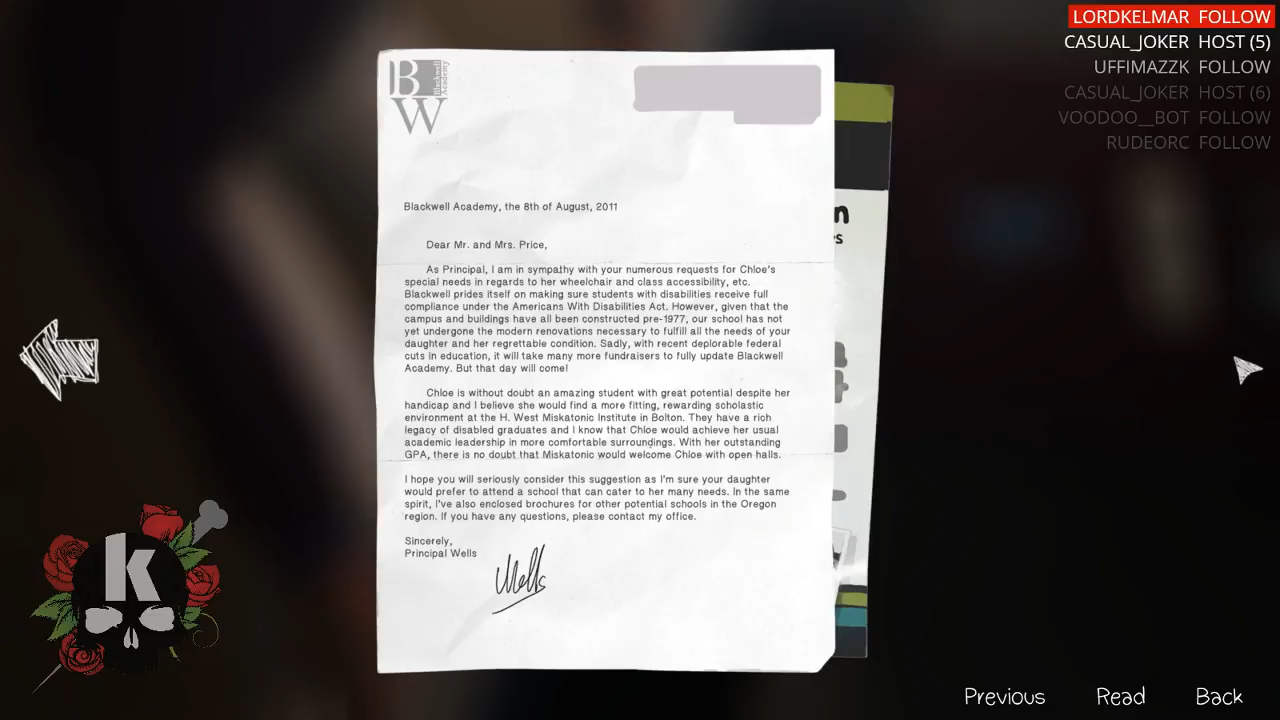 LORDKELMAR FOLLOW
CASUAL_JOKER HOST (5)
UFFIMAZZK FOLLOW
CASUAL_JOKER HOST (6)
VOODOO__BOT FOLLOW
RUDEORC FOLLOW
B
W
Blackwell
Academy
Blackwell Academy, the 8th of August, 2011
Dear Mr. and Mrs. Price,
As Principal, I am in sympathy with your numerous requests for Chloe's
special needs in regards to her wheelchair and class accessibility, etc.
Blackwell prides itself on making sure students with disabilities receive full
compliance under the Americans With Disabilities Act. However, given that the
campus and buildings have all been constructed pre-1977, our school has not
yet undergone the modern renovations necessary to fulfill all the needs of your
daughter and her regrettable condition. Sadly, with recent deplorable federal
cuts in education, it will take many more fundraisers to fully update Blackwell
Academy. But that day will come!
Chloe is without doubt an amazing student with great potential despite her
handicap and I believe she would find a more fitting, rewarding scholastic
environment at the H. West Miskatonic Institute in Bolton. They have a rich
legacy of disabled graduates and I know that Chloe would achieve her usual
academic leadership in more comfortable surroundings. With her outstanding
GPA, there is no doubt that Miskatonic would welcome Chloe with open halls.
I hope you will seriously consider this suggestion as I'm sure your daughter
would prefer to attend a school that can cater to her many needs. In the same
spirit, I've also enclosed brochures for other potential schools in the Oregon
region. If you have any questions, please contact my office.
Sincerely,
Principal Wells
Wells
n
es
k
Previous Read Back